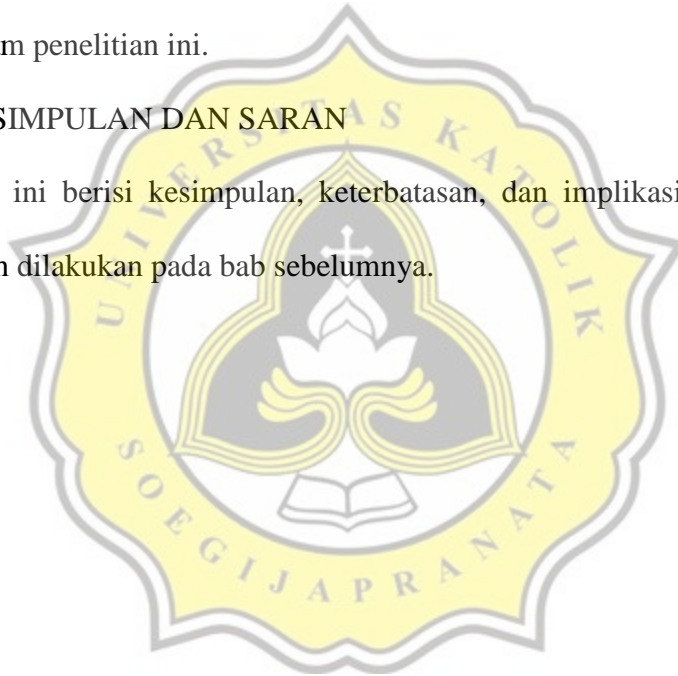 m penelitian ini.
SIMPULAN DAN SARAN
ini berisi kesimpulan, keterbatasan, dan implikasi
dilakukan pada bab sebelumnya.
UNIVERSITAS KATOLIK
SOEGIJAPRANATA